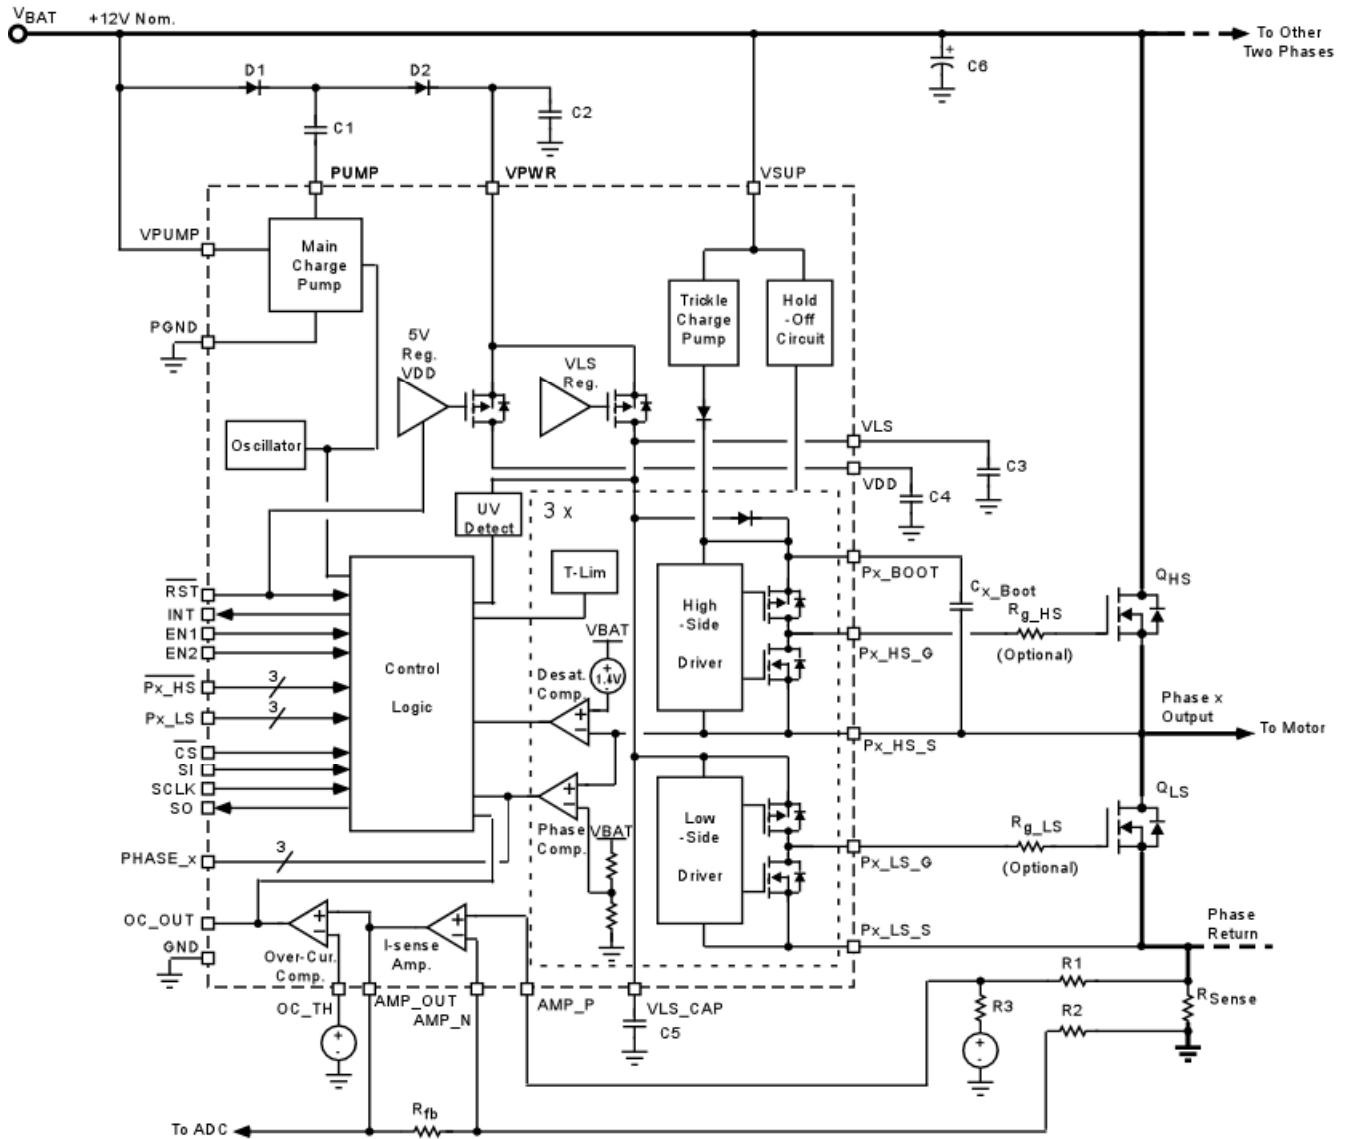 VBAT +12V Nom.
To Other
Two Phases
D1
D2
C6
C1
C2
PUMP
VPWR
VSUP
VPUMP
Main
Charge
Pump
Trickle
Charge
Pump
Hold
-Off
Circuit
PGND
5V
Reg.
VDD
VLS
Reg.
Oscillator
VLS
C3
VDD
C4
UV
Detect
3 x
T-Lim
RST
INT
EN1
EN2
Px_HS
Px_LS
3
3
CS
SI
SCLK
SO
PHASE_x
3
Control
Logic
VBAT
+
1.4V
-
Desat.
Comp.
+
-
High
-Side
Driver
Px_BOOT
Cx_Boot
QHS
Rg_HS
(Optional)
Px_HS_G
Phase x
Output
To Motor
Px_HS_S
+
-
Phase
Comp.
VBAT
Low
-Side
Driver
QLS
Rg_LS
(Optional)
Px_LS_G
OC_OUT
GND
+
-
Over-Cur.
Comp.
+
-
I-sense
Amp.
Px_LS_S
Phase
Return
R1
RSense
OC_TH
AMP_OUT
AMP_N
AMP_P
VLS_CAP
C5
R3
R2
+
-
+
-
Rfb
To ADC